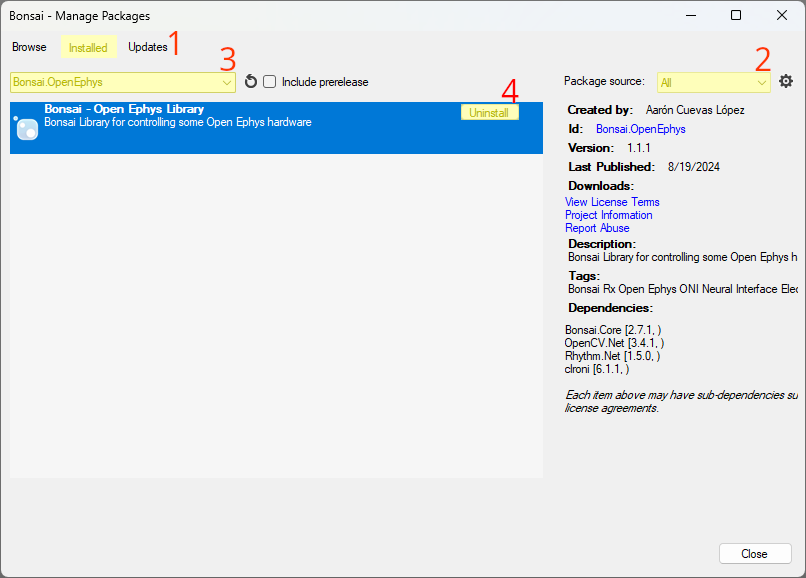 Bonsai - Manage Packages
Browse Installed Updates 1
3
2
Bonsai.OpenEphys Include prerelease Package source: All
4
Bonsai - Open Ephys Library
Bonsai Library for controlling some Open Ephys hardware
Uninstall
Created by: Aarón Cuevas López
Id: Bonsai.OpenEphys
Version: 1.1.1
Last Published: 8/19/2024
Downloads:
View License Terms
Project Information
Report Abuse
Description:
Bonsai Library for controlling some Open Ephys h
Tags:
Bonsai Rx Open Ephys ONI Neural Interface Elec
Dependencies:
Bonsai.Core [2.7.1, )
OpenCV.Net [3.4.1, )
Rhythm.Net [1.5.0, )
clroni [6.1.1, )
Each item above may have sub-dependencies su
license agreements.
Close